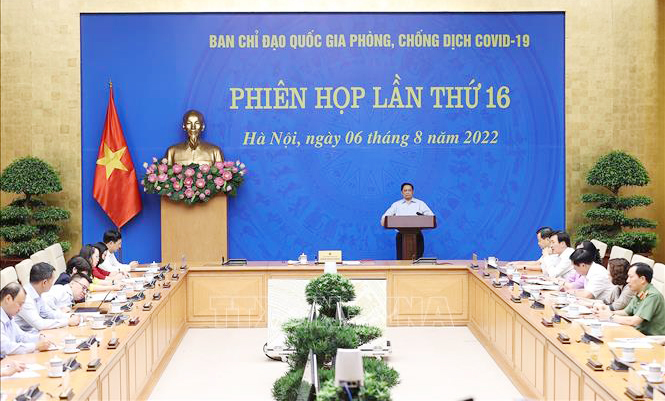 BAN CHỈ ĐẠO QUỐC GIA PHÒNG, CHỐNG DỊCH COVID-19
PHIÊN HỌP LẦN THỨ 16
Hà Nội, ngày 06 tháng 8 năm 2022
TTXVN